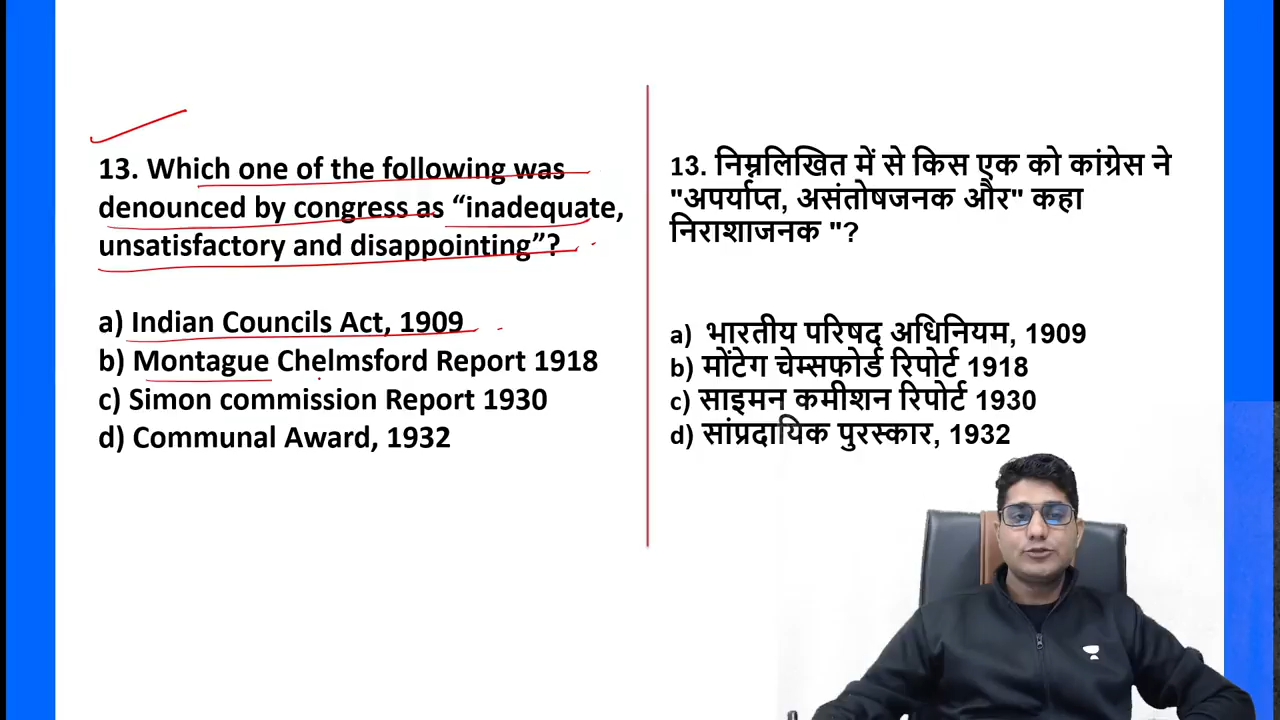 13. Which one of the following was
denounced by congress as “inadequate,
unsatisfactory and disappointing”?
a) Indian Councils Act, 1909
b) Montague Chelmsford Report 1918
c) Simon commission Report 1930
d) Communal Award, 1932
13. निम्नलिखित में से किस एक को कांग्रेस ने
"अपर्याप्त, असंतोषजनक और" कहा
निराशाजनक "?
a) भारतीय परिषद् अधिनियम, 1909
b) मोंटेग चेम्सफोर्ड रिपोर्ट 1918
c) साइमन कमीशन रिपोर्ट 1930
d) सांप्रदायिक पुरस्कार, 1932